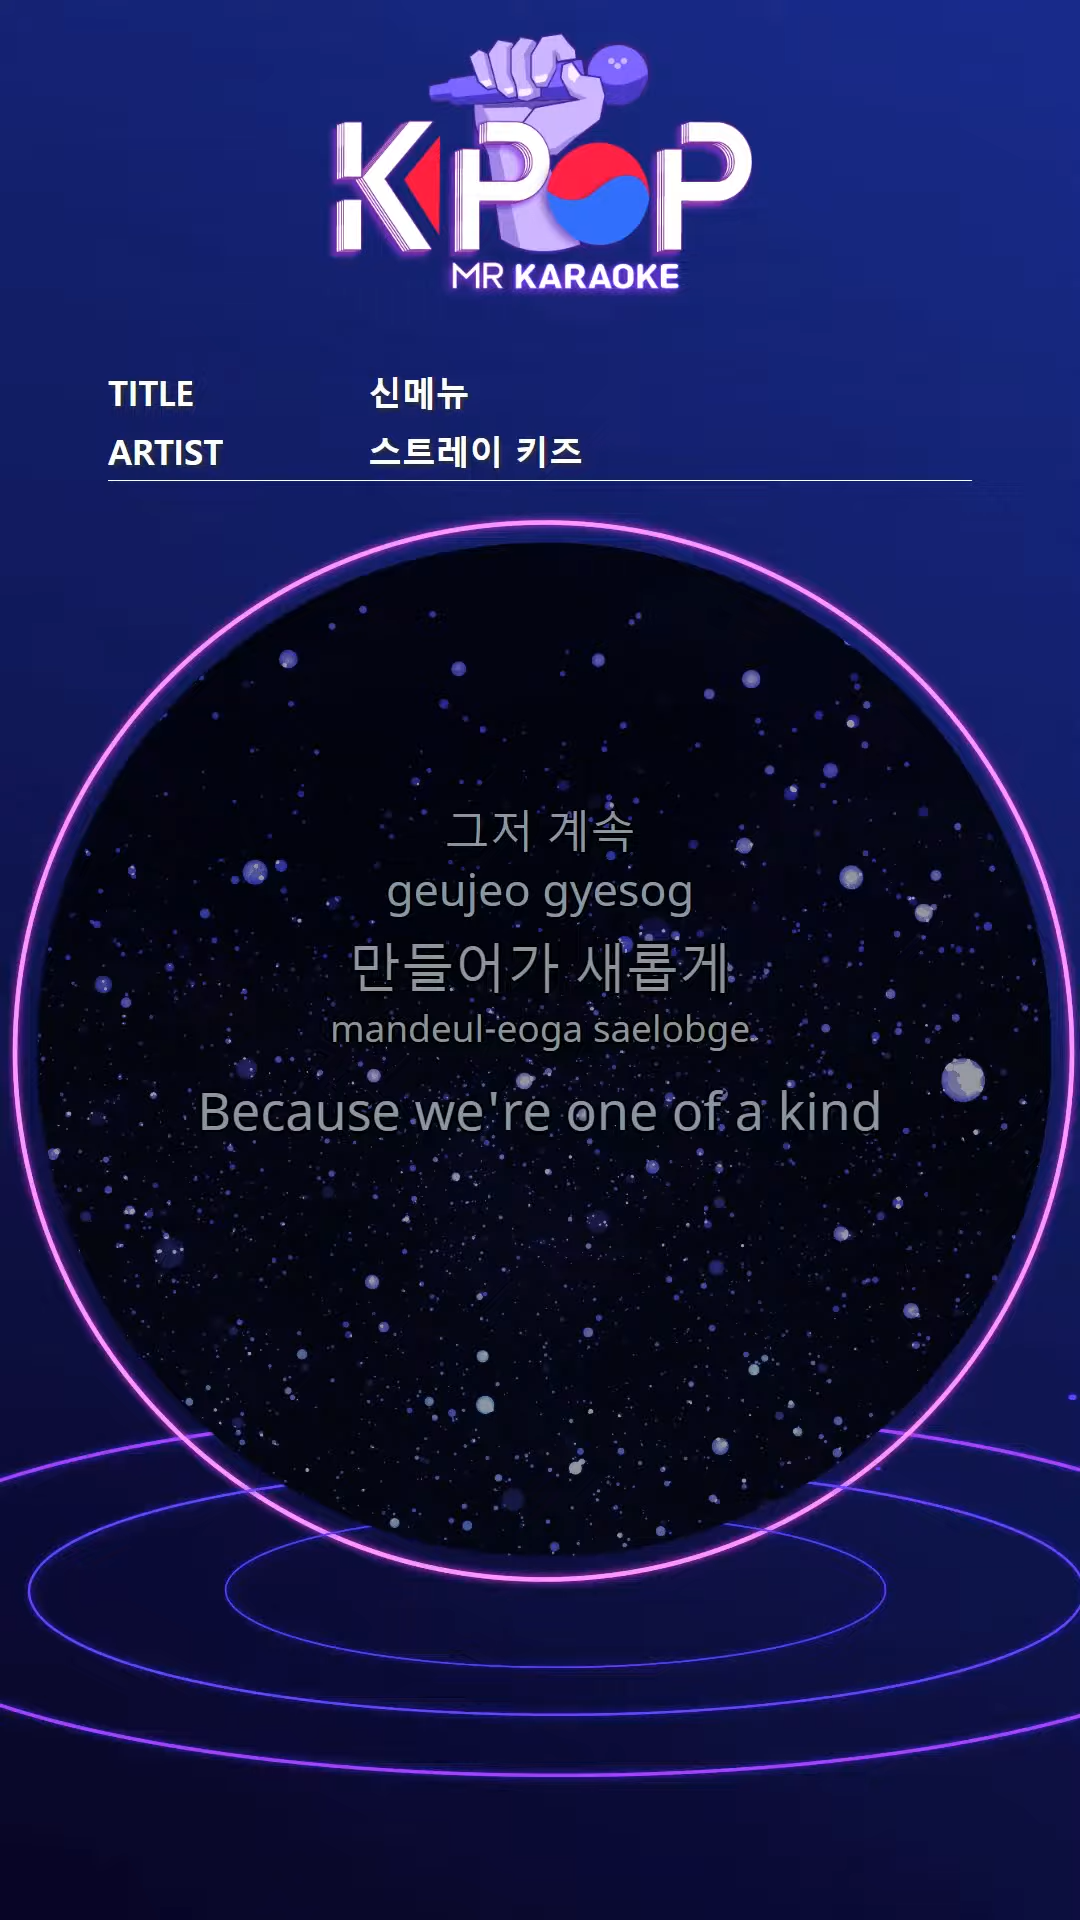 KPOP
MR KARAOKE
TITLE 신메뉴
ARTIST 스트레이 키즈
그저 계속
geujeo gyesog
만들어가 새롭게
mandeul-eoga saelobge
Because we're one of a kind